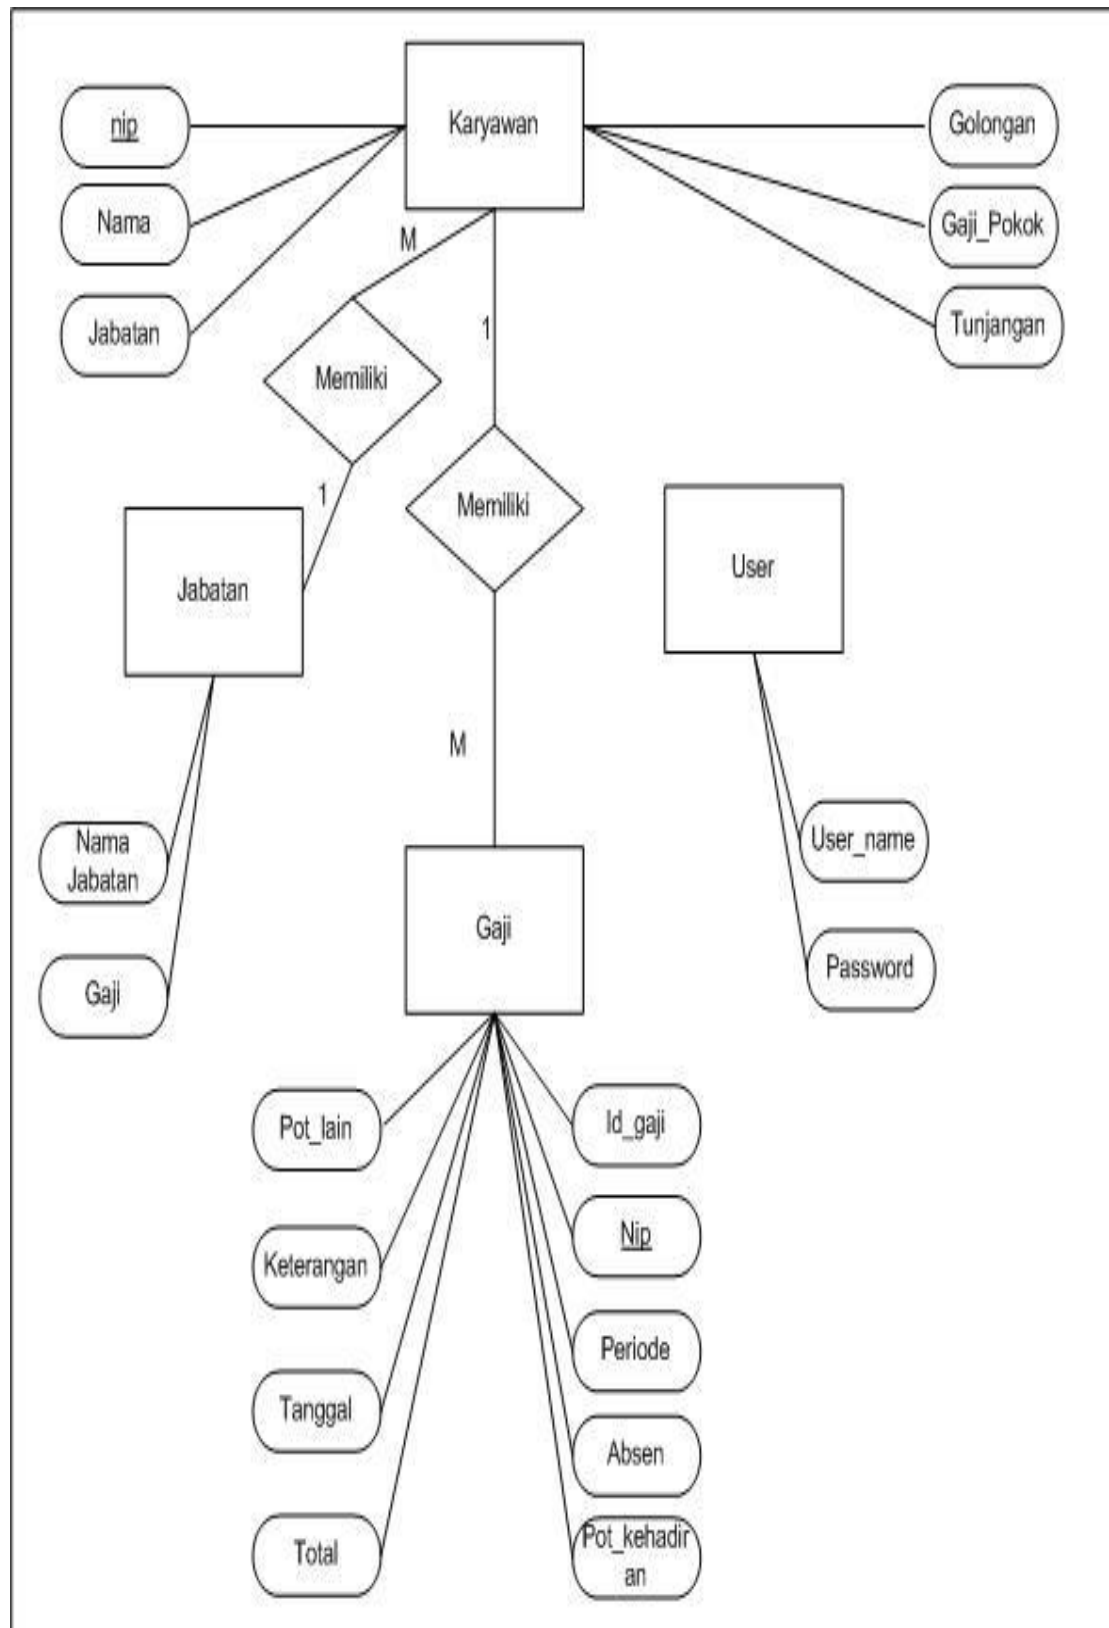 Karyawan
nip
Nama
Jabatan
Golongan
Gaji_Pokok
Tunjangan
M
1
Memiliki
1
Memiliki
Jabatan
User
M
Nama
Jabatan
Gaji
User_name
Password
Gaji
Pot_lain
Keterangan
Tanggal
Total
Id_gaji
Nip
Periode
Absen
Pot_kehadir
an